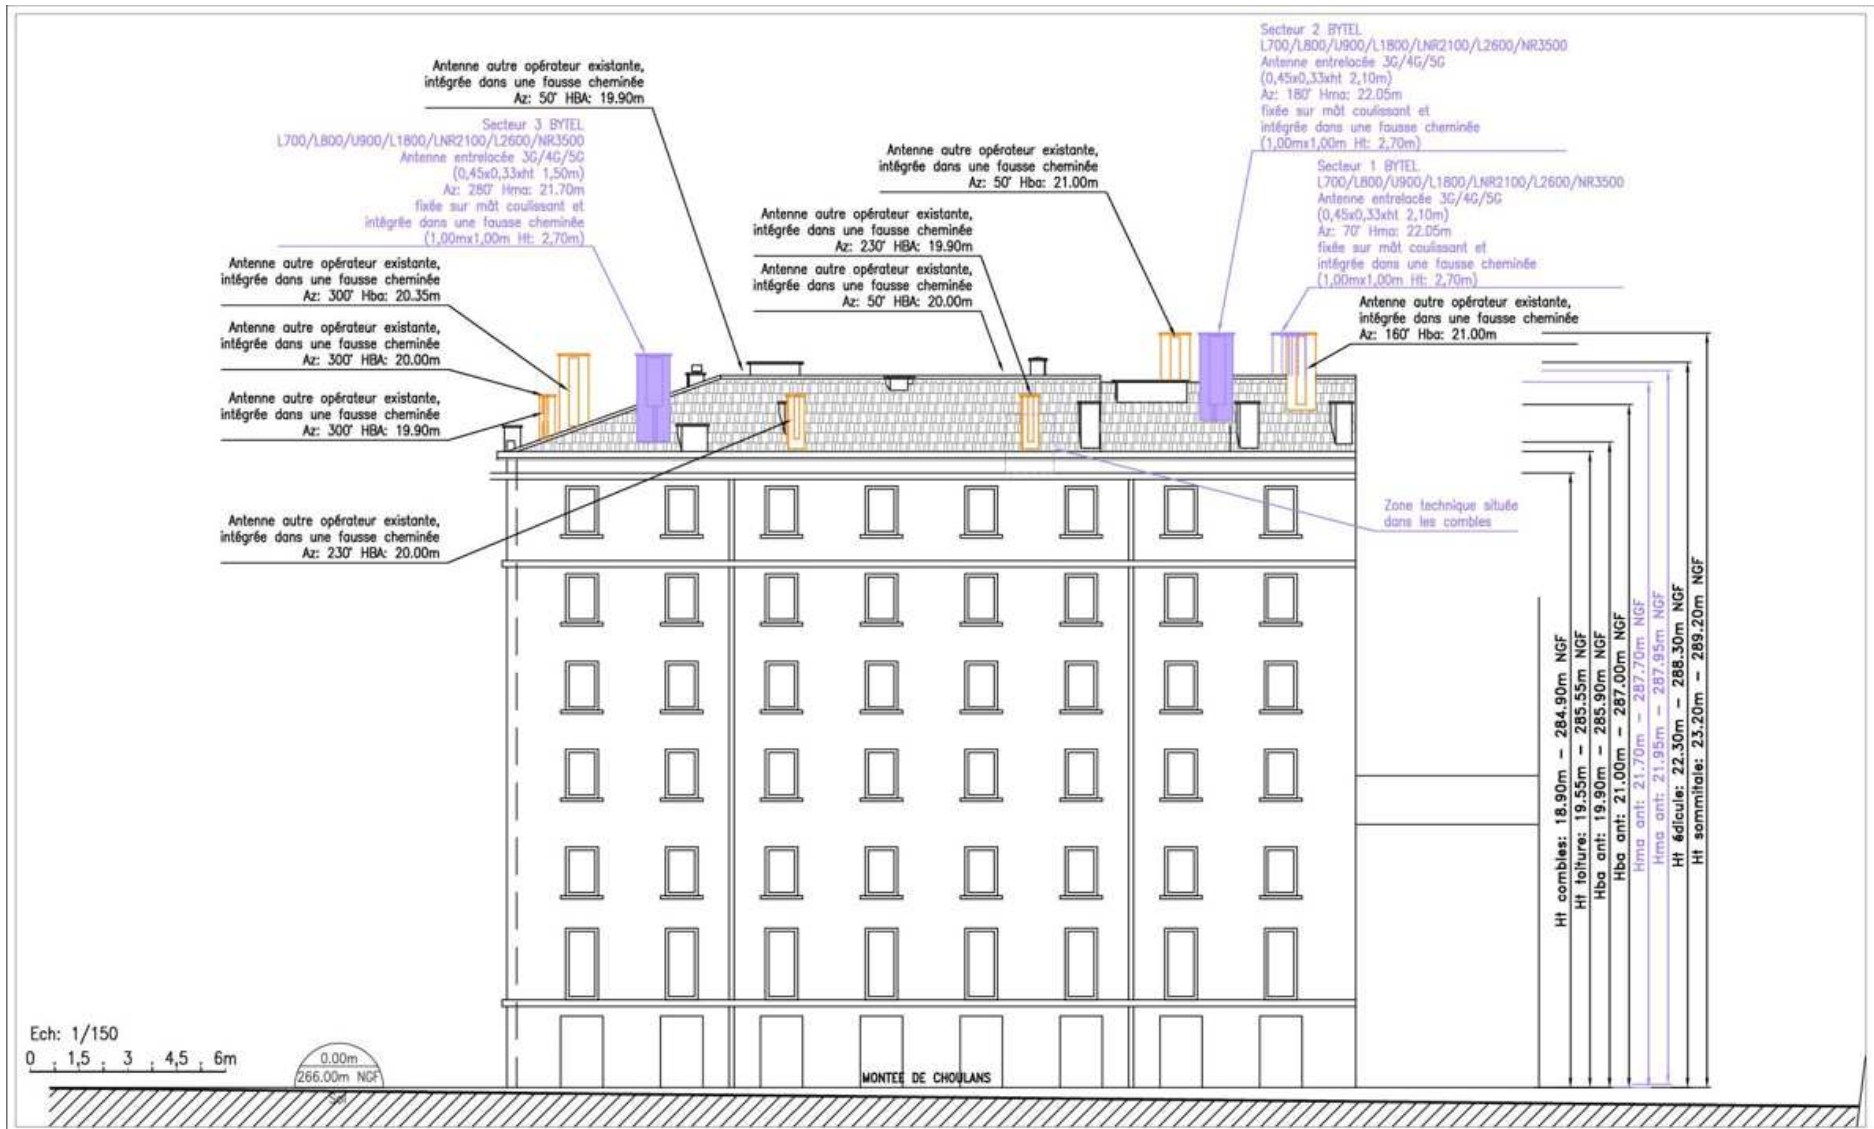 Antenne autre opérateur existante,
intégrée dans une fausse cheminée
Az: 50° HBA: 19.90m
Secteur 3 BYTEL
L700/L800/U900/L1800/LNR2100/L2600/NR3500
Antenne entrelacée 3G/4G/5G
(0,45x0,33xht 1,50m)
Az: 280° Hma: 21.70m
fixée sur mât coulissant et
intégrée dans une fausse cheminée
(1,00mx1,00m Ht: 2,70m)
Antenne autre opérateur existante,
intégrée dans une fausse cheminée
Az: 300° Hba: 20.35m
Antenne autre opérateur existante,
intégrée dans une fausse cheminée
Az: 300° HBA: 20.00m
Antenne autre opérateur existante,
intégrée dans une fausse cheminée
Az: 300° HBA: 19.90m
Antenne autre opérateur existante,
intégrée dans une fausse cheminée
Az: 230° HBA: 20.00m
Antenne autre opérateur existante,
intégrée dans une fausse cheminée
Az: 50° Hba: 21.00m
Antenne autre opérateur existante,
intégrée dans une fausse cheminée
Az: 230° HBA: 19.90m
Antenne autre opérateur existante,
intégrée dans une fausse cheminée
Az: 50° HBA: 20.00m
Secteur 2 BYTEL
L700/L800/U900/L1800/LNR2100/L2600/NR3500
Antenne entrelacée 3G/4G/5G
(0,45x0,33xht 2,10m)
Az: 180° Hma: 22.05m
fixée sur mât coulissant et
intégrée dans une fausse cheminée
(1,00mx1,00m Ht: 2,70m)
Secteur 1 BYTEL
L700/L800/U900/L1800/LNR2100/L2600/NR3500
Antenne entrelacée 3G/4G/5G
(0,45x0,33xht 2,10m)
Az: 70° Hma: 22.05m
fixée sur mât coulissant et
intégrée dans une fausse cheminée
(1,00mx1,00m Ht: 2,70m)
Antenne autre opérateur existante,
intégrée dans une fausse cheminée
Az: 160° Hba: 21.00m
Zone technique située
dans les combles
Ht combles: 18.90m - 284.90m NGF
Ht toiture: 19.55m - 285.55m NGF
Hba ant: 19.90m - 285.90m NGF
Hba ant: 21.00m - 287.00m NGF
Hma ant: 21.70m - 287.70m NGF
Hma ant: 21.95m - 287.95m NGF
Ht édicule: 22.30m - 288.30m NGF
Ht sommitale: 23.20m - 289.20m NGF
Ech: 1/150
0 . 1,5 . 3 . 4,5 . 6m
0.00m
266.00m NGF
Sol
MONTEE DE CHOULANS